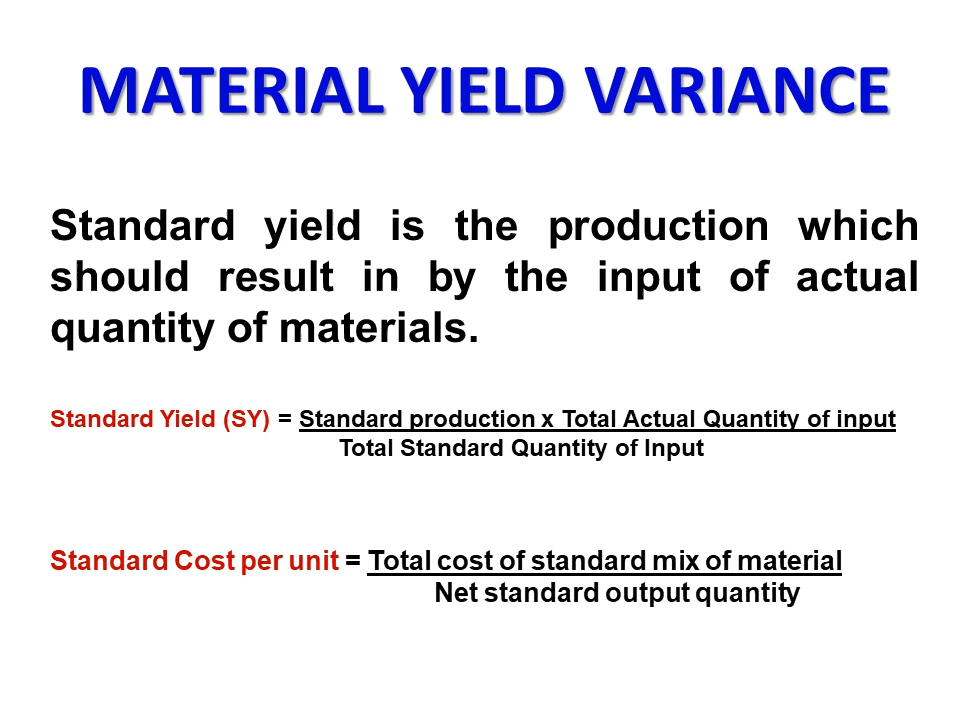 MATERIAL YIELD VARIANCE
Standard yield is the production which
should result in by the input of actual
quantity of materials.
Standard Yield (SY) = Standard production x Total Actual Quantity of input
Total Standard Quantity of Input
Standard Cost per unit = Total cost of standard mix of material
Net standard output quantity